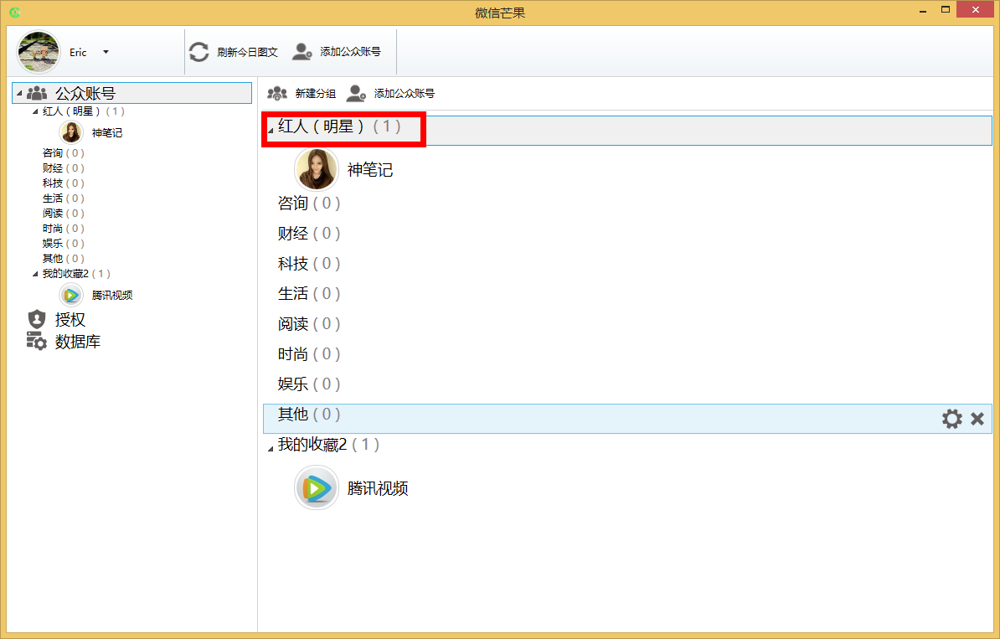 微信芒果
Eric
刷新今日图文
添加公众账号
公众账号
红人（明星）（1）
神笔记
咨询（0）
财经（0）
科技（0）
生活（0）
阅读（0）
时尚（0）
娱乐（0）
其他（0）
我的收藏2（1）
腾讯视频
授权
数据库
新建分组
添加公众账号
红人（明星）（1）
神笔记
咨询（0）
财经（0）
科技（0）
生活（0）
阅读（0）
时尚（0）
娱乐（0）
其他（0）
我的收藏2（1）
腾讯视频